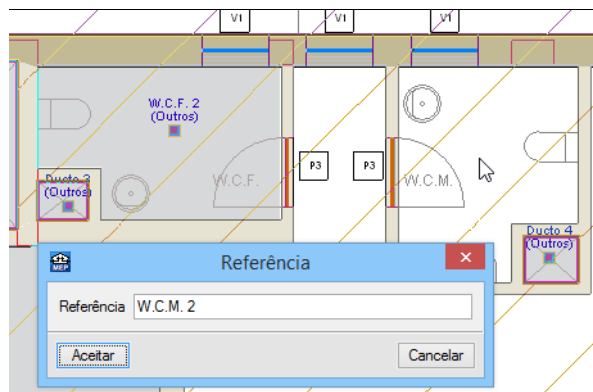 V1
V1
V1
W.C.F. 2
(Outros)
P3
P3
W.C.F.
W.C.M.
Ducto 3
(Outros)
Ducto 4
(Outros)
MEP
Referência
×
Referência
W.C.M. 2
Aceitar
Cancelar